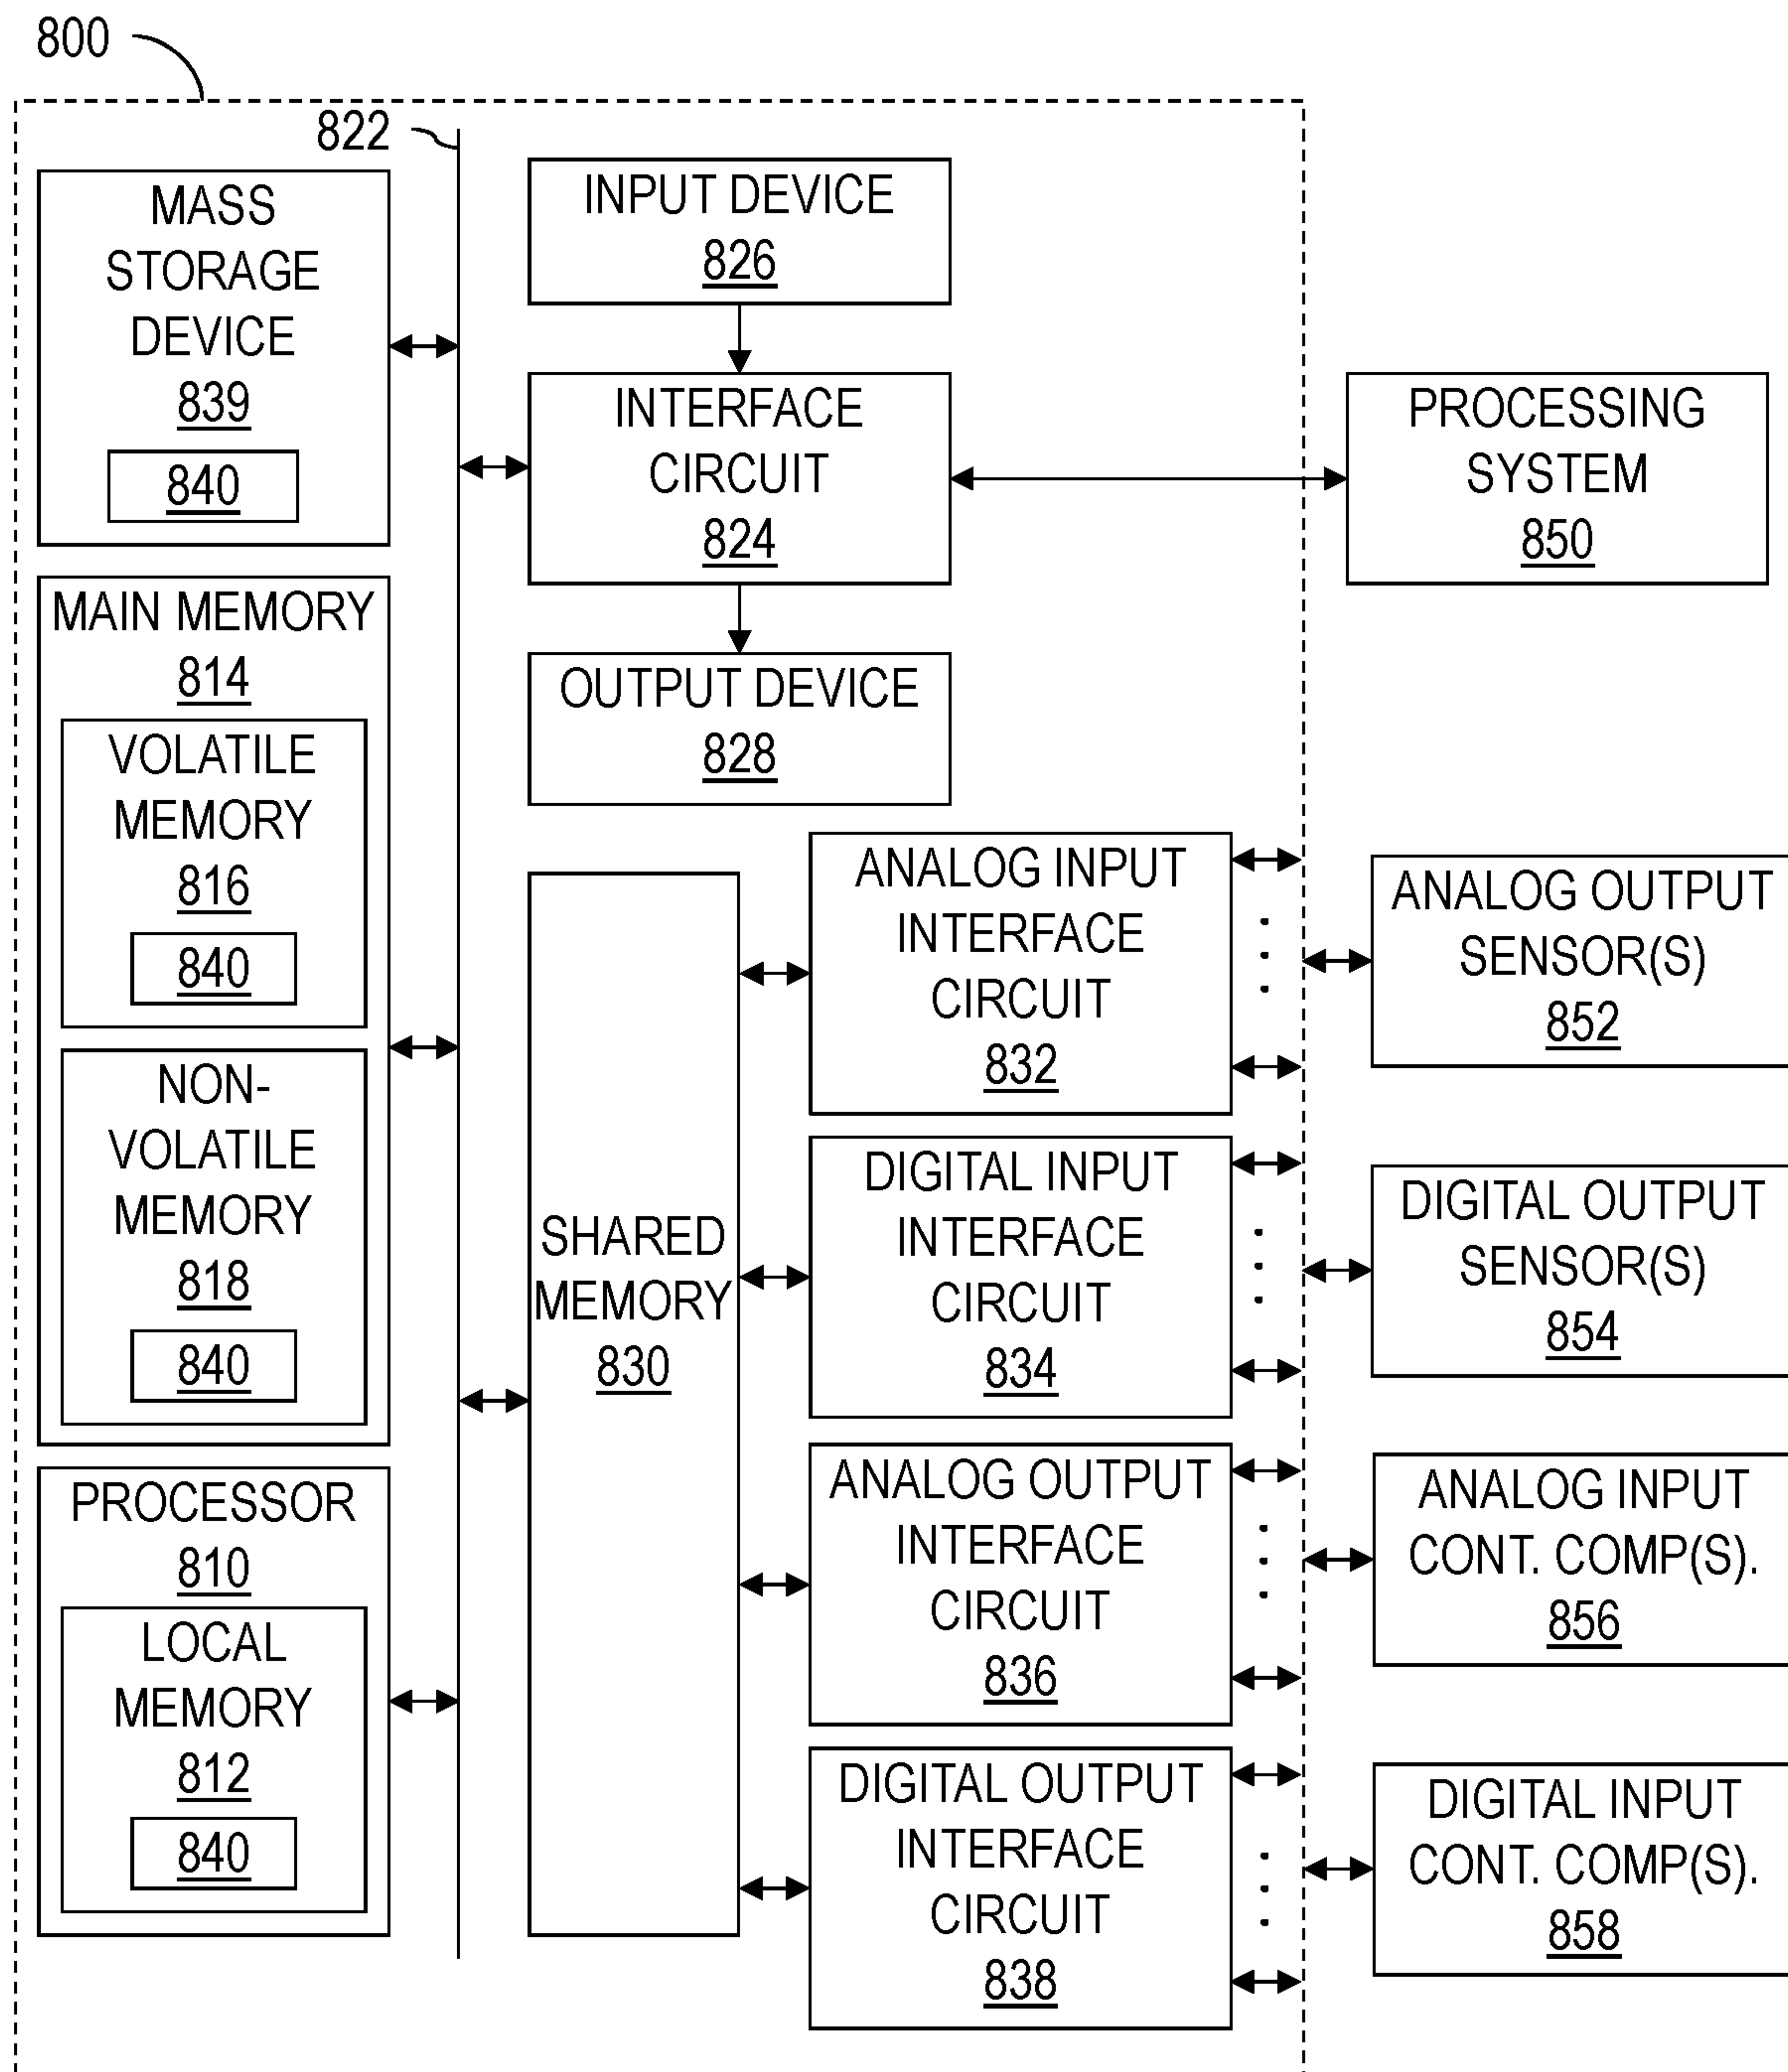 800
822
MASS
STORAGE
DEVICE
839
840
MAIN MEMORY
814
VOLATILE
MEMORY
816
840
NON-
VOLATILE
MEMORY
818
840
PROCESSOR
810
LOCAL
MEMORY
812
840
INPUT DEVICE
826
INTERFACE
CIRCUIT
824
OUTPUT DEVICE
828
PROCESSING
SYSTEM
850
SHARED
MEMORY
830
ANALOG INPUT
INTERFACE
CIRCUIT
832
DIGITAL INPUT
INTERFACE
CIRCUIT
834
ANALOG OUTPUT
INTERFACE
CIRCUIT
836
DIGITAL OUTPUT
INTERFACE
CIRCUIT
838
ANALOG OUTPUT
SENSOR(S)
852
DIGITAL OUTPUT
SENSOR(S)
854
ANALOG INPUT
CONT. COMP(S).
856
DIGITAL INPUT
CONT. COMP(S).
858